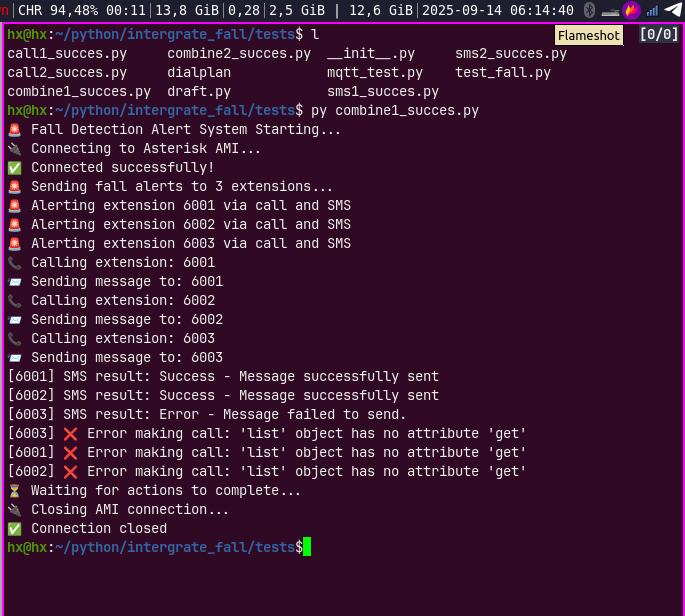 CHR 94,48% 00:11|13,8 GiB|0,28|2,5 GiB | 12,6 GiB|2025-09-14 06:14:40
hx@hx:~/python/intergrate_fall/tests$ l
Flameshot
[0/0]
call1_succes.py combine2_succes.py __init__.py sms2_succes.py
call2_succes.py dialplan mqtt_test.py test_fall.py
combine1_succes.py draft.py sms1_succes.py
hx@hx:~/python/intergrate_fall/tests$ py combine1_succes.py
🚨 Fall Detection Alert System Starting...
🔌 Connecting to Asterisk AMI...
✅ Connected successfully!
🚨 Sending fall alerts to 3 extensions...
🚨 Alerting extension 6001 via call and SMS
🚨 Alerting extension 6002 via call and SMS
🚨 Alerting extension 6003 via call and SMS
📞 Calling extension: 6001
📨 Sending message to: 6001
📞 Calling extension: 6002
📨 Sending message to: 6002
📞 Calling extension: 6003
📨 Sending message to: 6003
[6001] SMS result: Success - Message successfully sent
[6002] SMS result: Success - Message successfully sent
[6003] SMS result: Error - Message failed to send.
[6003] ❌ Error making call: 'list' object has no attribute 'get'
[6001] ❌ Error making call: 'list' object has no attribute 'get'
[6002] ❌ Error making call: 'list' object has no attribute 'get'
⏳ Waiting for actions to complete...
🔌 Closing AMI connection...
✅ Connection closed
hx@hx:~/python/intergrate_fall/tests$